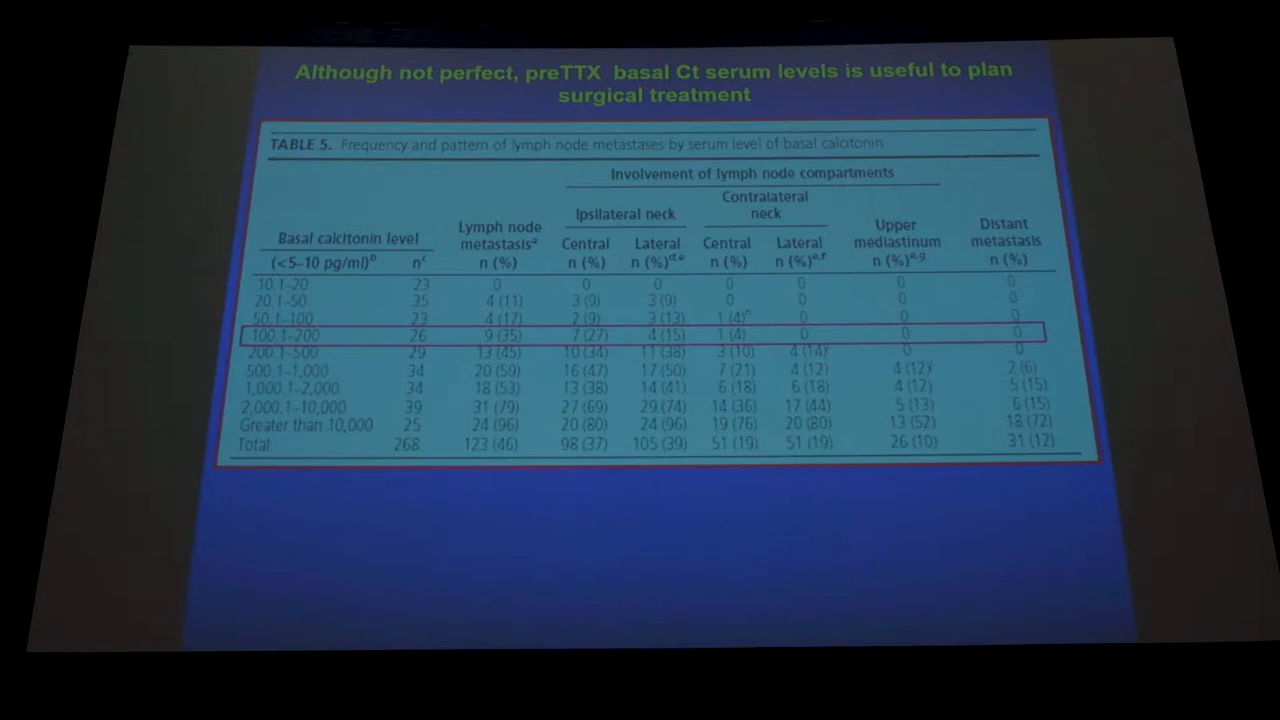 Although not perfect, preTTX basal Ct serum levels is useful to plan
surgical treatment
TABLE 5. Frequency and pattern of lymph node metastases by serum level of basal calcitonin
Involvement of lymph node compartments
Contralateral
neck
Ipsilateral neck
Lymph node
metastasisᵃ
n (%)
Upper
mediastinum
n (%)ᵉ,ᵍ
Distant
metastasis
n (%)
Basal calcitonin level
(<5–10 pg/ml)ᵇ nᶜ
Central Lateral Central Lateral
n (%) n (%)ᵈ,ᵉ n (%) n (%)ᵉ,ᶠ
10.1–20 23 0 0 0 0 0 0 0
20.1–50 35 4 (11) 3 (9) 3 (9) 0 0 0 0
50.1–100 23 4 (17) 2 (9) 3 (13) 1 (4)ʰ 0 0 0
100.1–200 26 9 (35) 7 (27) 4 (15) 1 (4) 0 0 0
200.1–500 29 13 (45) 10 (34) 11 (38) 3 (10) 4 (14)ⁱ 0 0
500.1–1,000 34 20 (59) 16 (47) 17 (50) 7 (21) 4 (12) 4 (12)ʲ 2 (6)
1,000.1–2,000 34 18 (53) 13 (38) 14 (41) 6 (18) 6 (18) 4 (12) 5 (15)
2,000.1–10,000 39 31 (79) 27 (69) 29 (74) 14 (36) 17 (44) 5 (13) 6 (15)
Greater than 10,000 25 24 (96) 20 (80) 24 (96) 19 (76) 20 (80) 13 (52) 18 (72)
Total 268 123 (46) 98 (37) 105 (39) 51 (19) 51 (19) 26 (10) 31 (12)